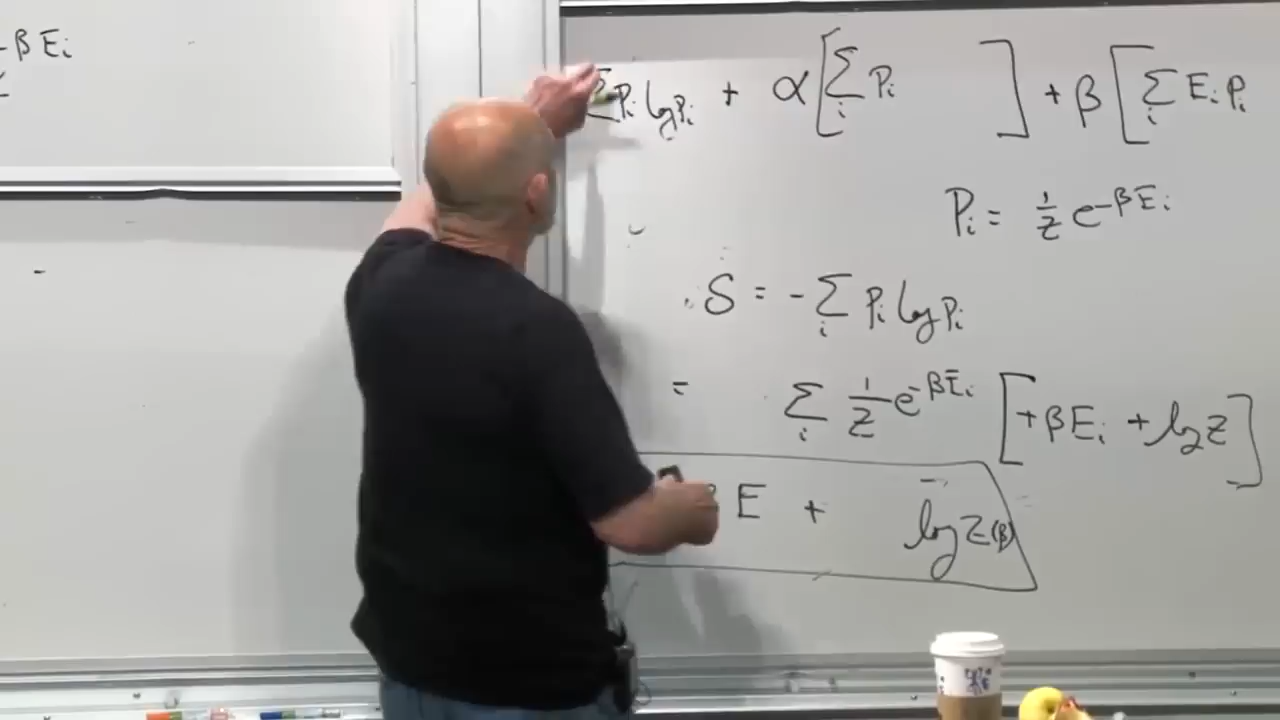 -βEᵢ
Σ Pᵢ log Pᵢ + α [ Σᵢ Pᵢ ] + β [ Σᵢ Eᵢ Pᵢ
Pᵢ = 1/Z e^{-βEᵢ}
S = - Σᵢ Pᵢ log Pᵢ
= Σᵢ 1/Z e^{-βEᵢ} [ +βEᵢ + log Z ]
E + log Z(β)